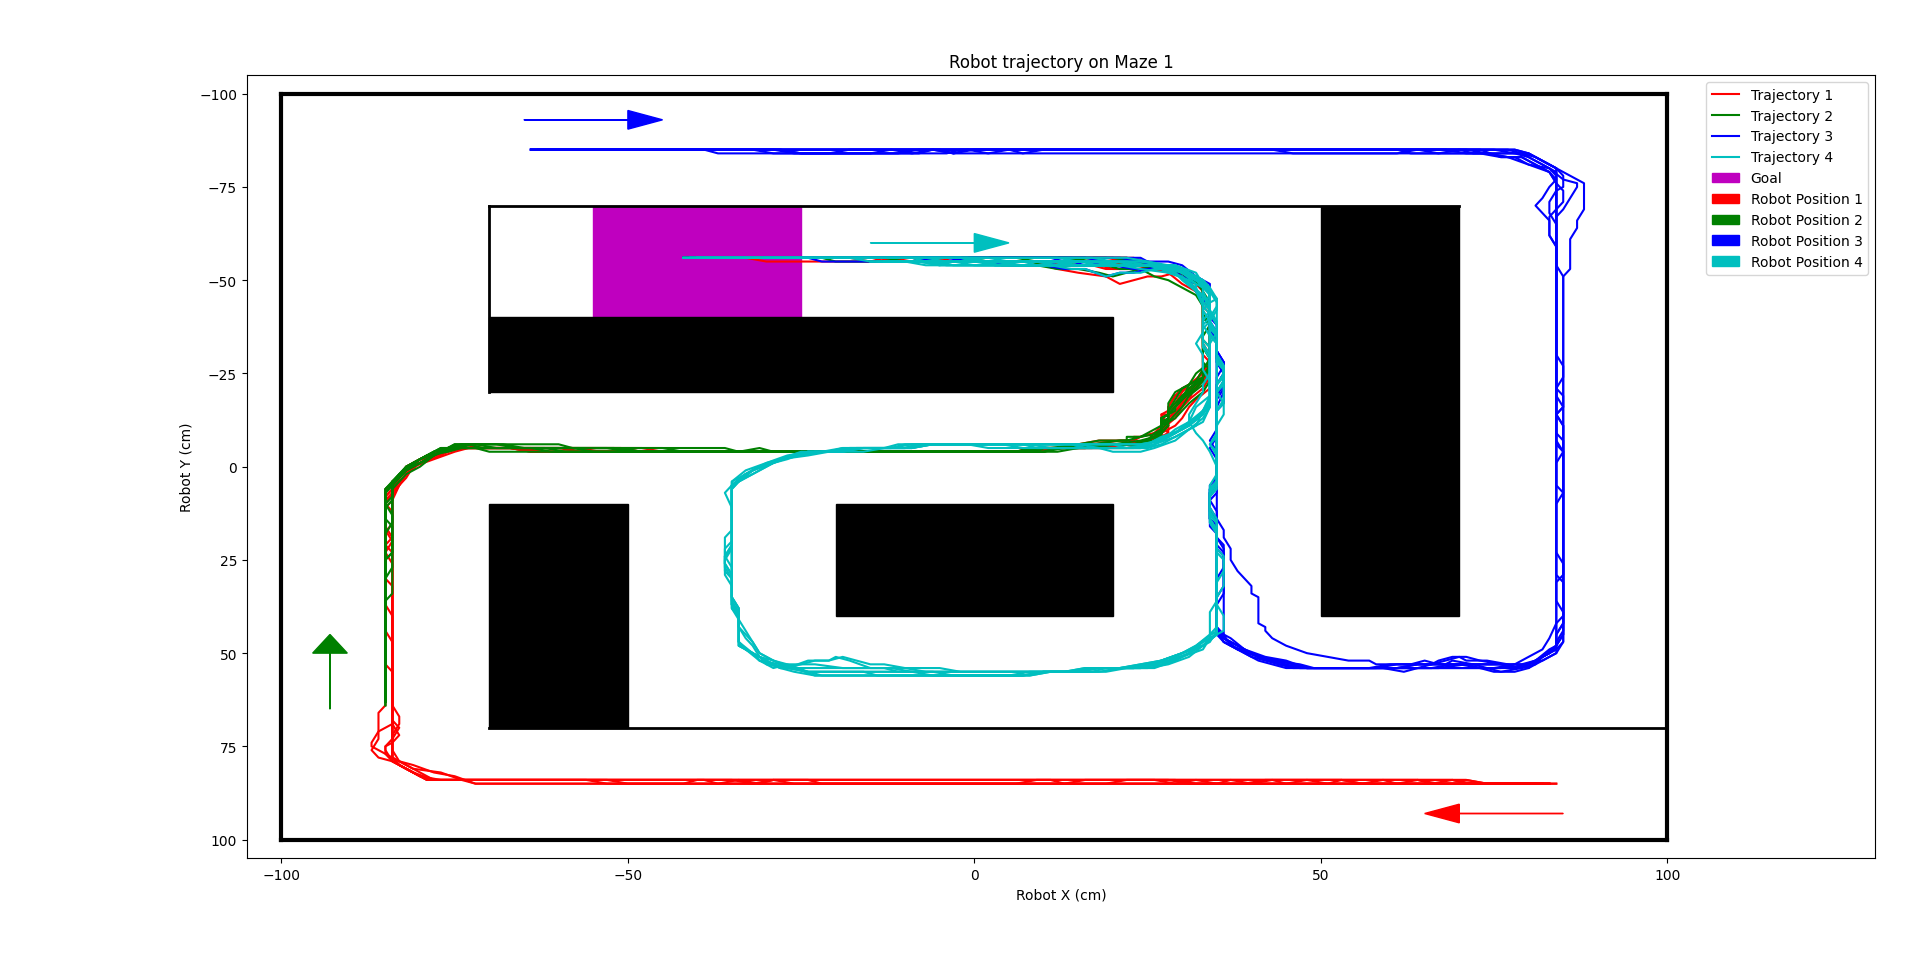 Robot trajectory on Maze 1
Trajectory 1
Trajectory 2
Trajectory 3
Trajectory 4
Goal
Robot Position 1
Robot Position 2
Robot Position 3
Robot Position 4
Robot Y (cm)
−100
−75
−50
−25
0
25
50
75
100
−100
−50
0
50
100
Robot X (cm)